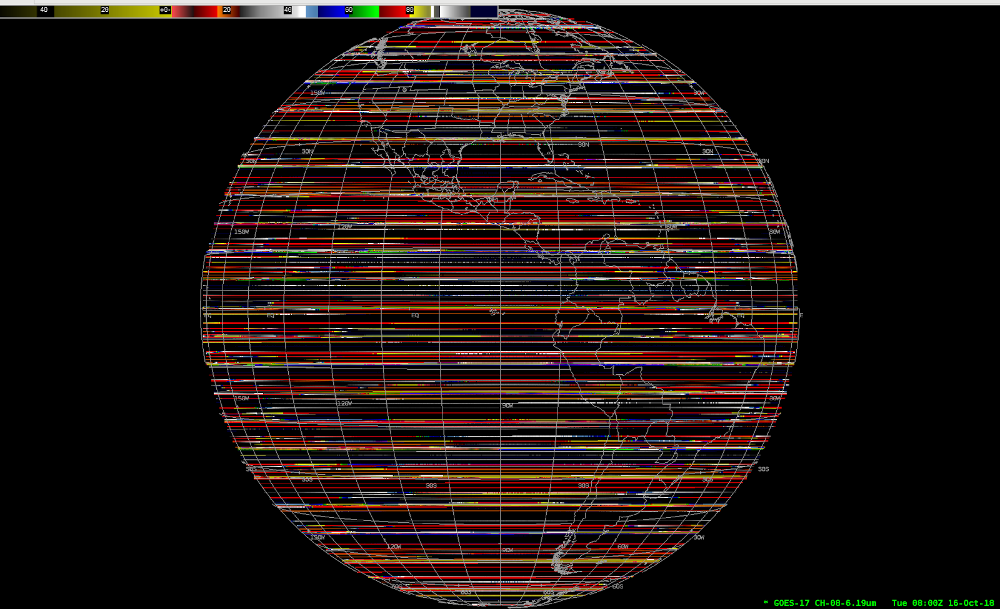 40 20 +0- 20 40 60 80
150W 30W
30N 30N 30N
30N 30N
150W 120W 60W 30W
EQ EQ EQ EQ E
150W 120W 90W 30W
30S 30S
30S 30S 30S 30S
150W 30W
120W 90W 60W
60S 60S 60S 60S
* GOES-17 CH-08-6.19um Tue 08:00Z 16-Oct-18